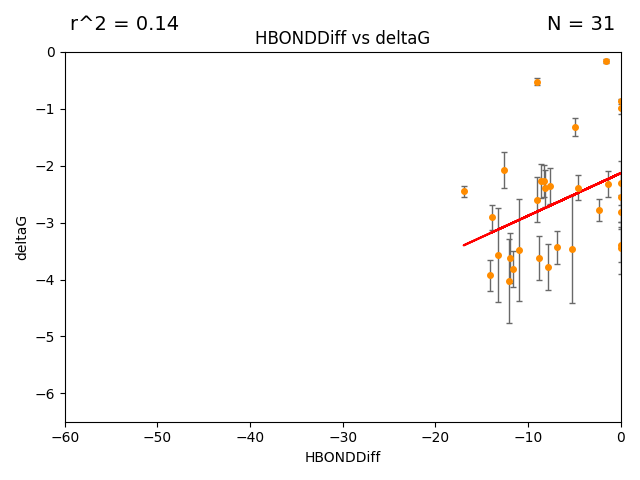 r^2 = 0.14
N = 31
HBONDDiff vs deltaG
0
−1
−2
−3
−4
−5
−6
deltaG
−60
−50
−40
−30
−20
−10
0
HBONDDiff